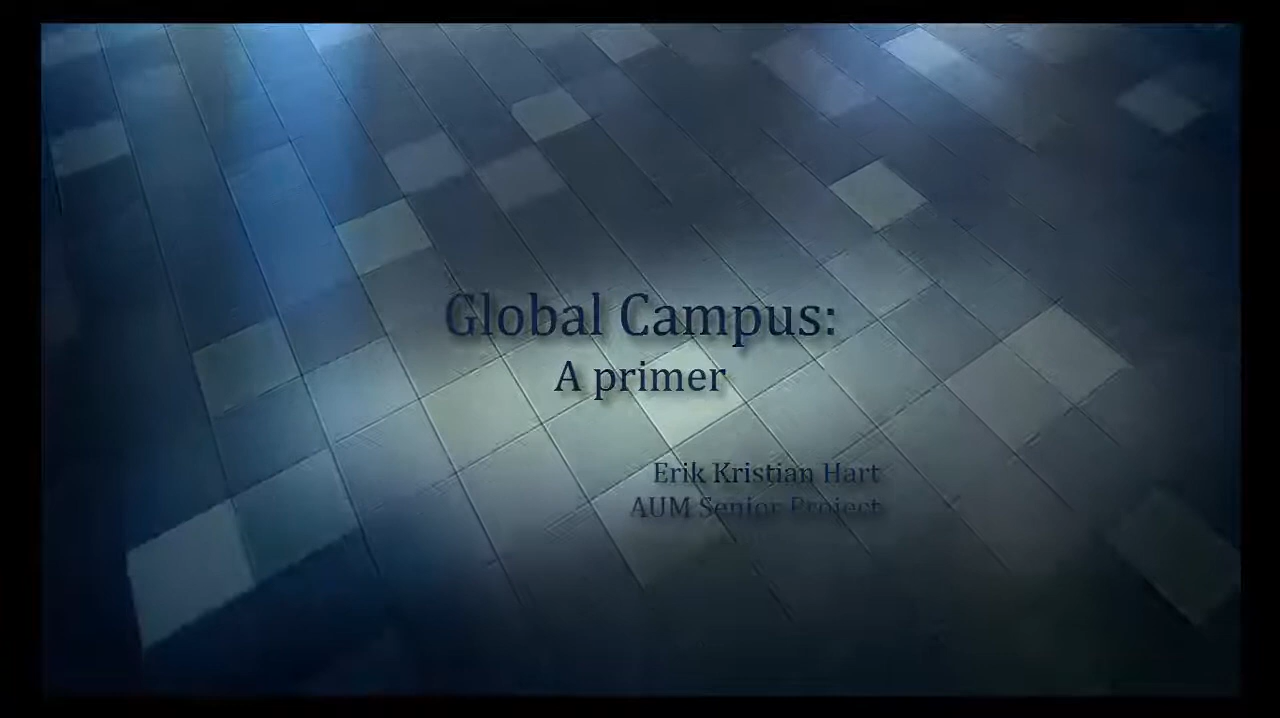 Global Campus:
A primer
Erik Kristian Hart
AUM Senior Project